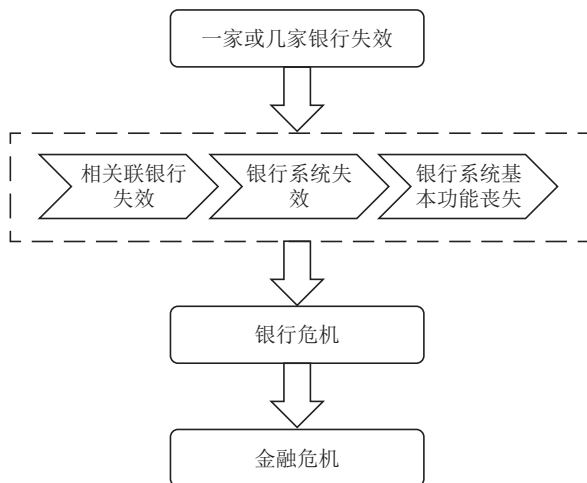 一家或几家银行失效
相关联银行
失效
银行系统失
效
银行系统基
本功能丧失
银行危机
金融危机